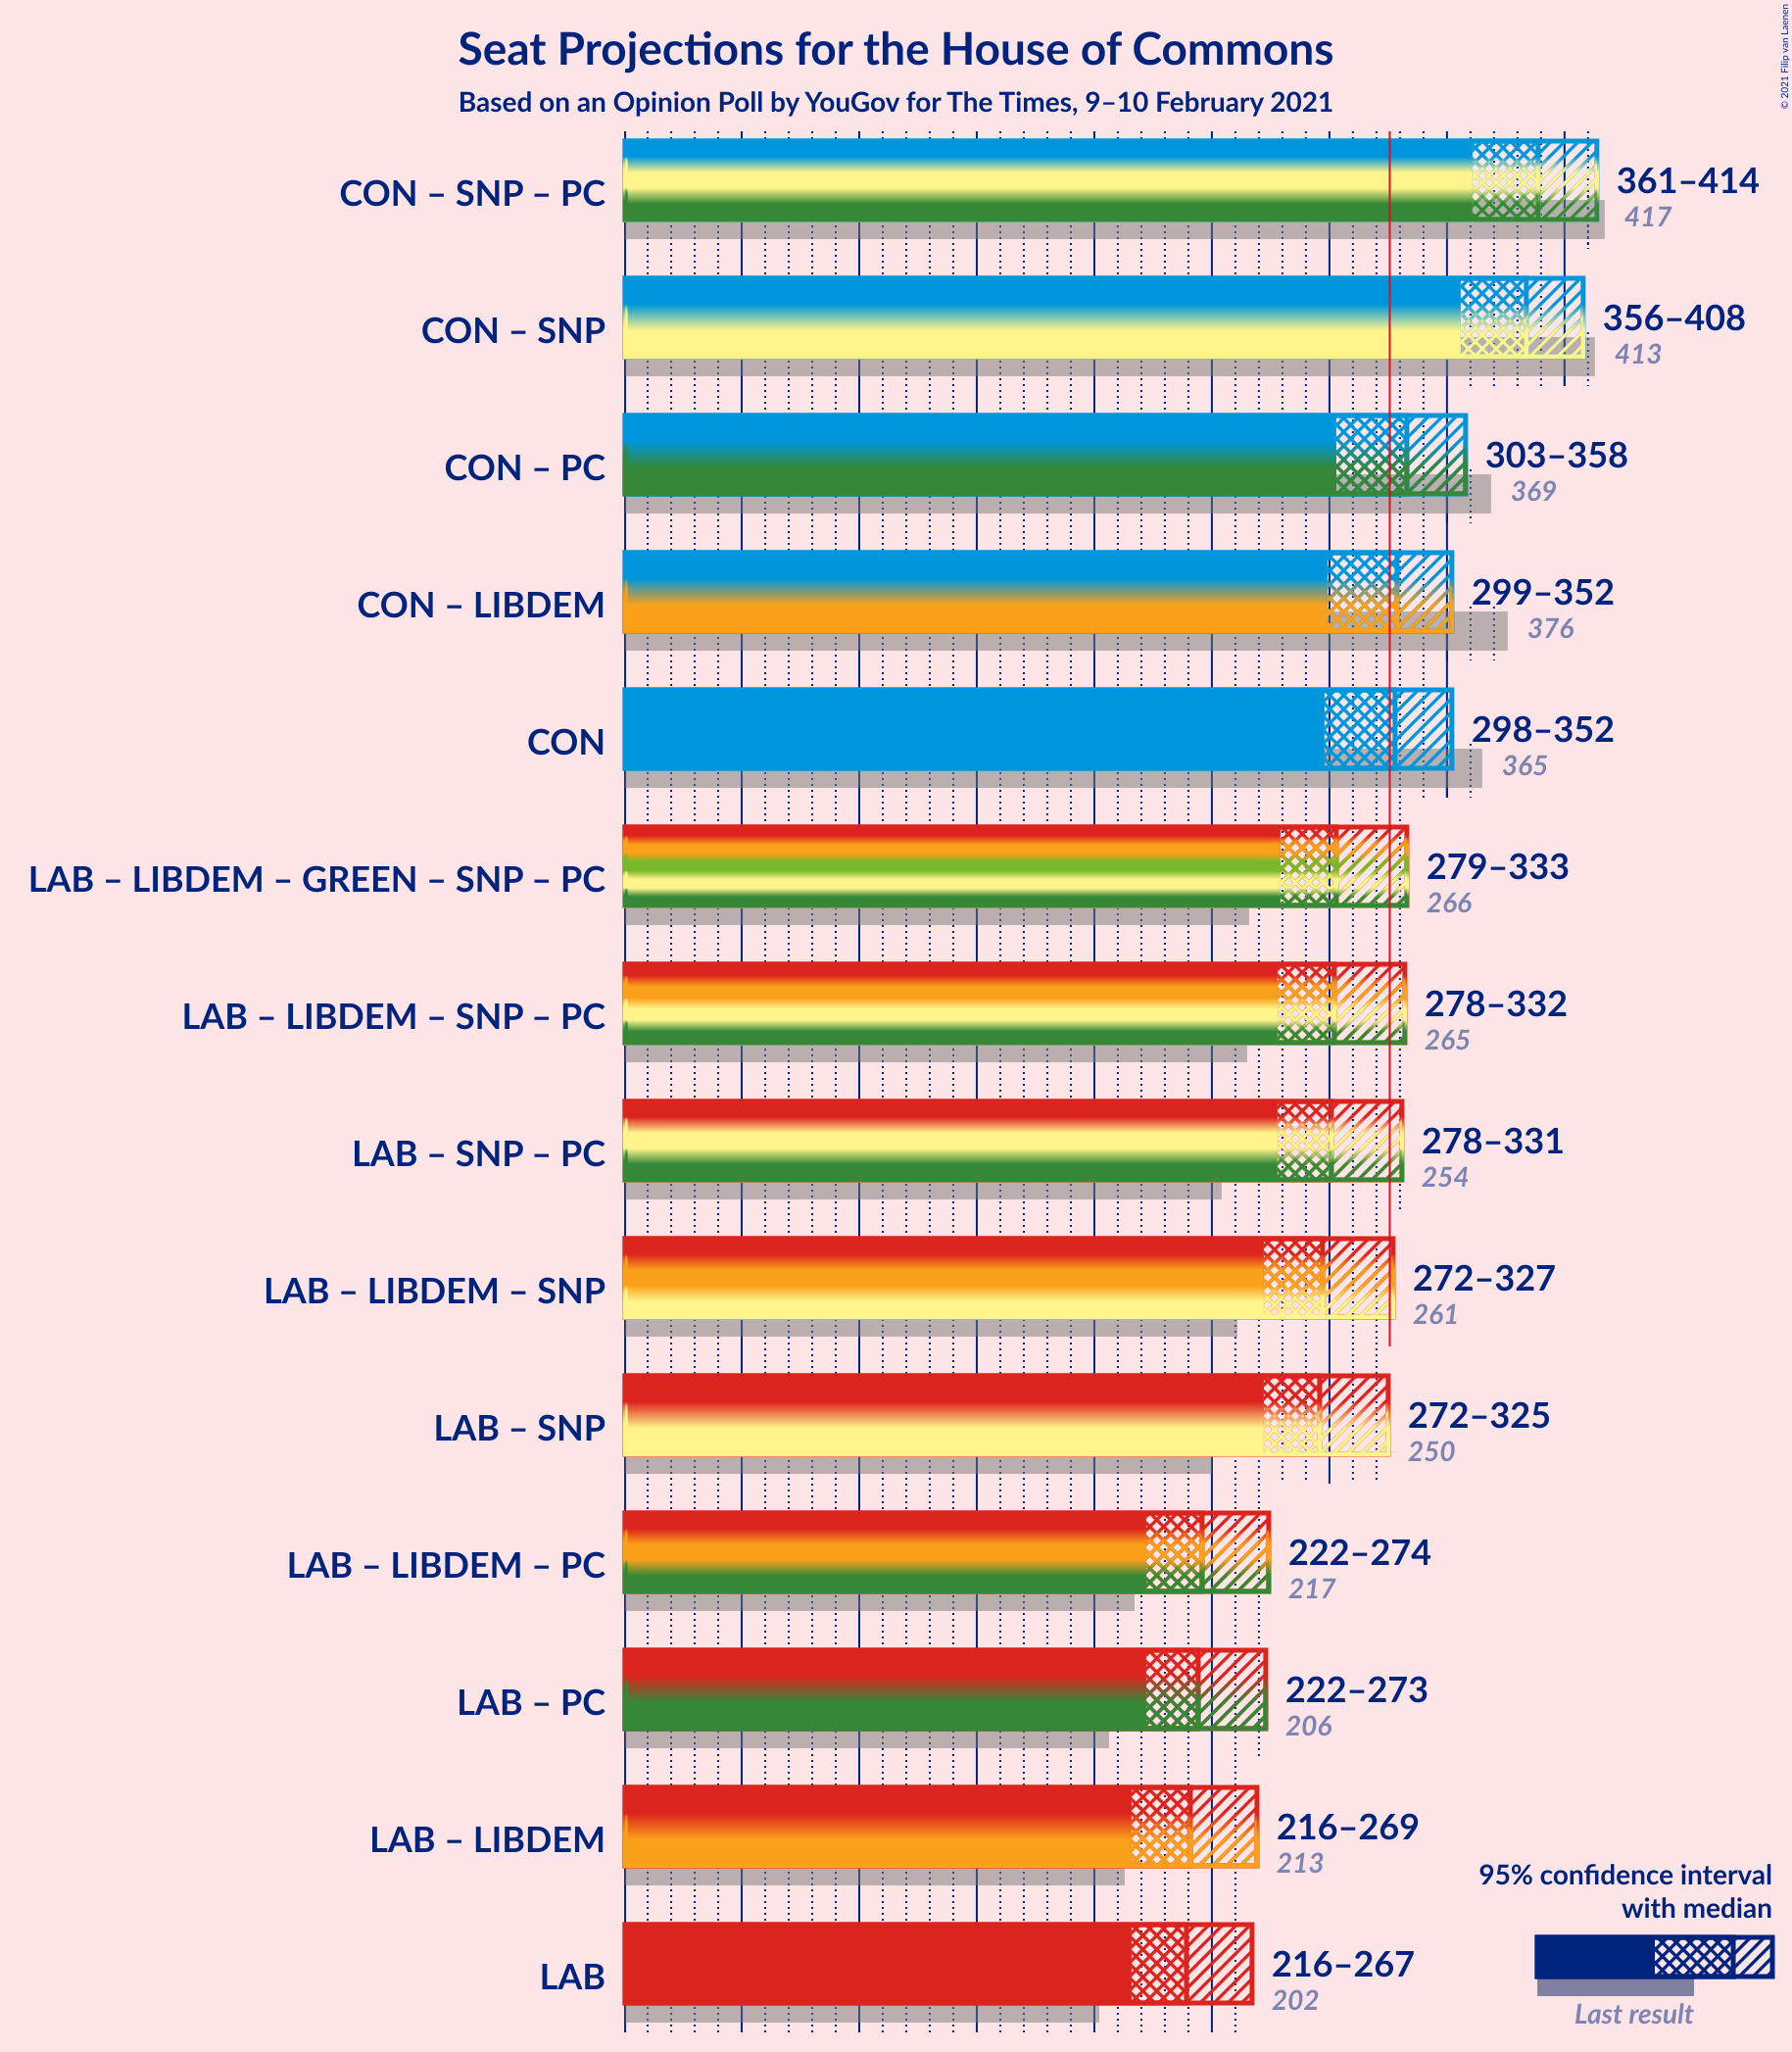 Seat Projections for the House of Commons
Based on an Opinion Poll by YouGov for The Times, 9–10 February 2021
© 2021 Filip van Laenen
CON – SNP – PC
361–414
417
CON – SNP
356–408
413
CON – PC
303–358
369
CON – LIBDEM
299–352
376
CON
298–352
365
LAB – LIBDEM – GREEN – SNP – PC
279–333
266
LAB – LIBDEM – SNP – PC
278–332
265
LAB – SNP – PC
278–331
254
LAB – LIBDEM – SNP
272–327
261
LAB – SNP
272–325
250
LAB – LIBDEM – PC
222–274
217
LAB – PC
222–273
206
LAB – LIBDEM
216–269
213
LAB
216–267
202
95% confidence interval
with median
Last result